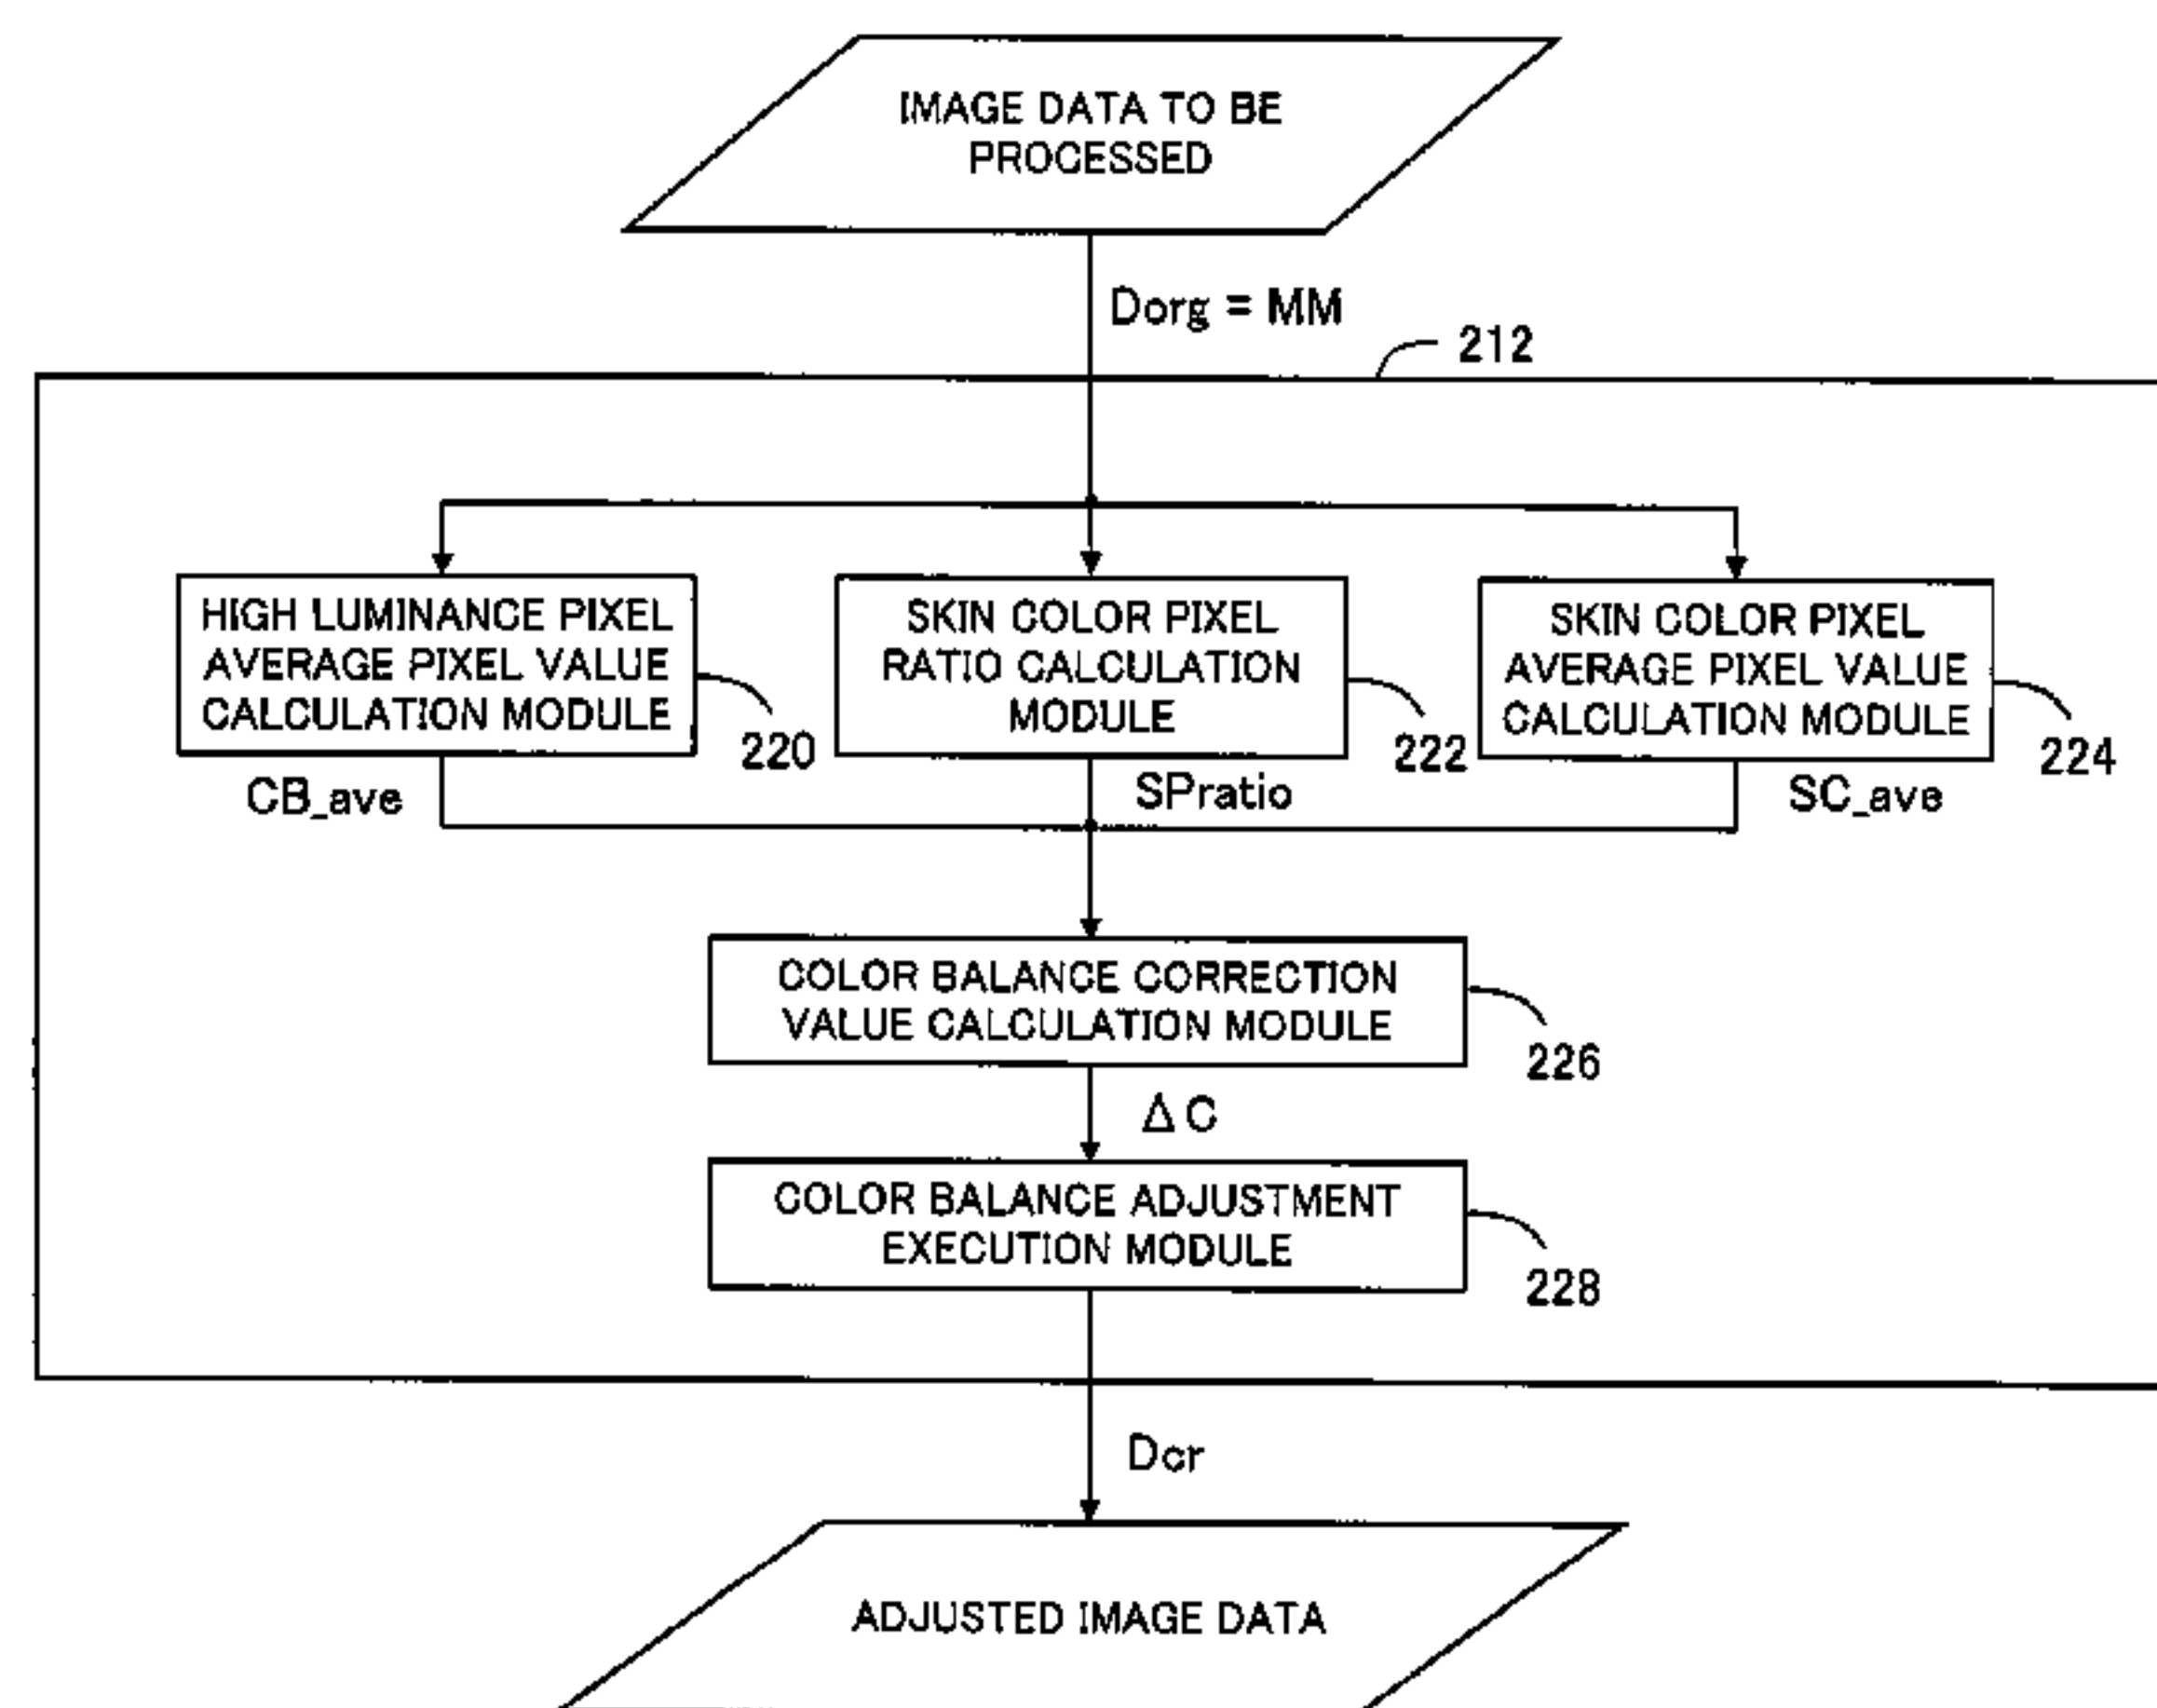 IMAGE DATA TO BE
PROCESSED
Dorg = MM
212
HIGH LUMINANCE PIXEL
AVERAGE PIXEL VALUE
CALCULATION MODULE
220
SKIN COLOR PIXEL
RATIO CALCULATION
MODULE
222
SKIN COLOR PIXEL
AVERAGE PIXEL VALUE
CALCULATION MODULE
224
CB_ave
SPratio
SC_ave
COLOR BALANCE CORRECTION
VALUE CALCULATION MODULE
226
ΔC
COLOR BALANCE ADJUSTMENT
EXECUTION MODULE
228
Dcr
ADJUSTED IMAGE DATA